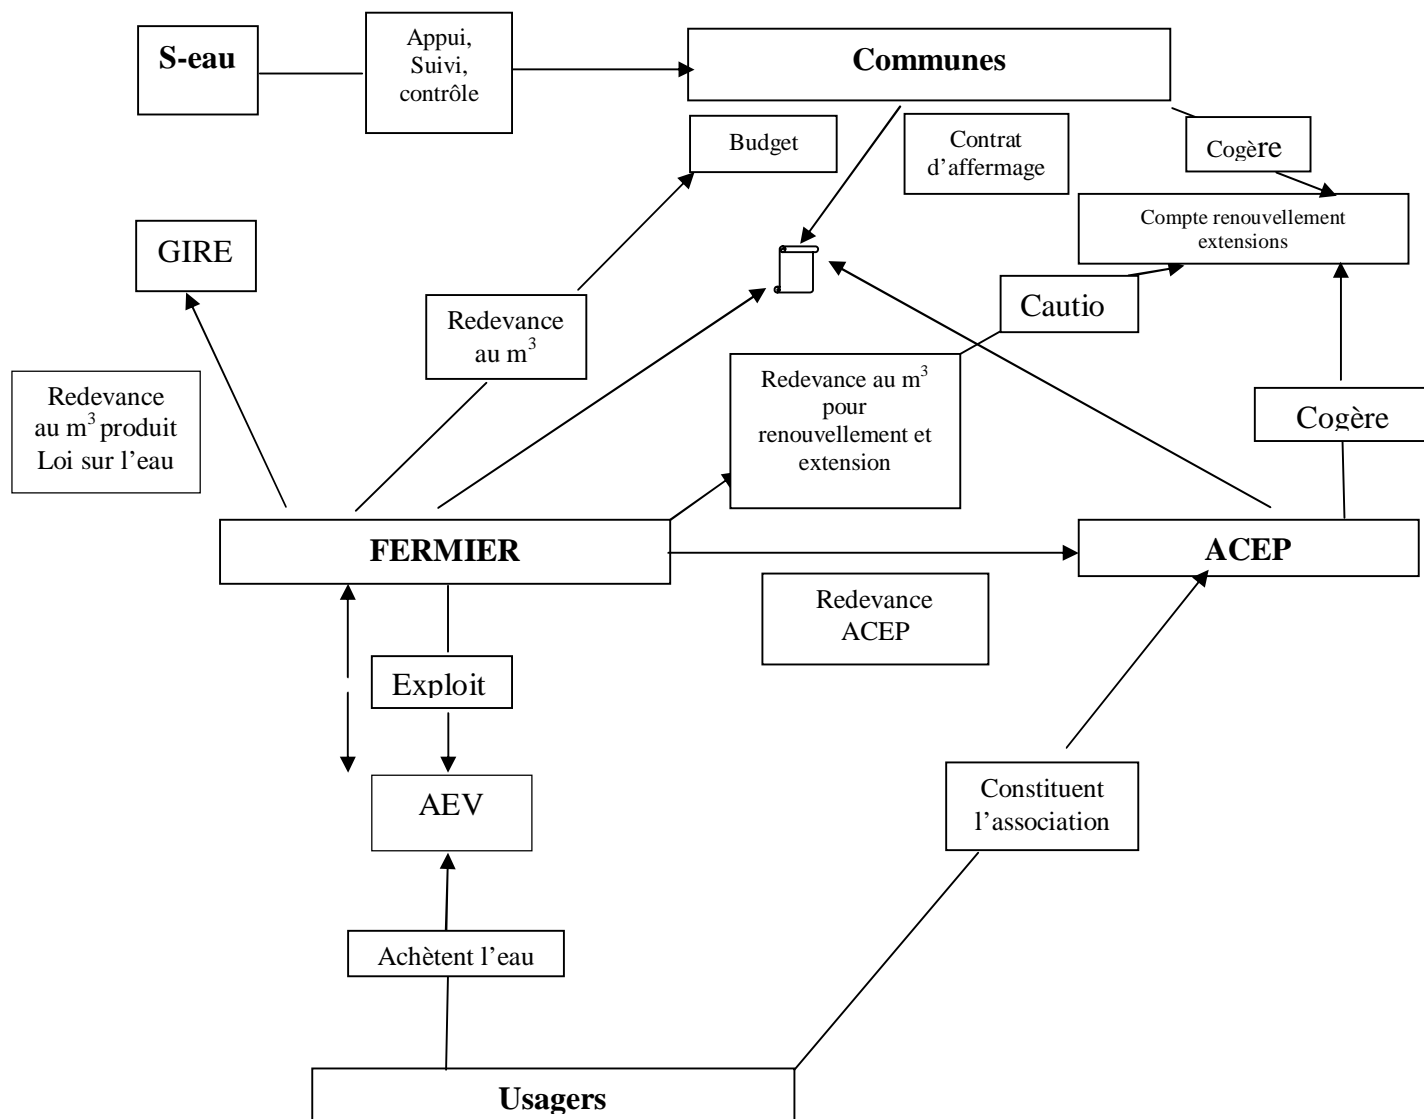 S-eau
Appui,
Suivi,
contrôle
Communes
Budget
Contrat
d’affermage
Cogère
Compte renouvellement
extensions
GIRE
Redevance
au m³
Cautio
Redevance
au m³ produit
Loi sur l’eau
Redevance au m³
pour
renouvellement et
extension
Cogère
FERMIER
ACEP
Redevance
ACEP
Exploit
AEV
Constituent
l’association
Achètent l’eau
Usagers